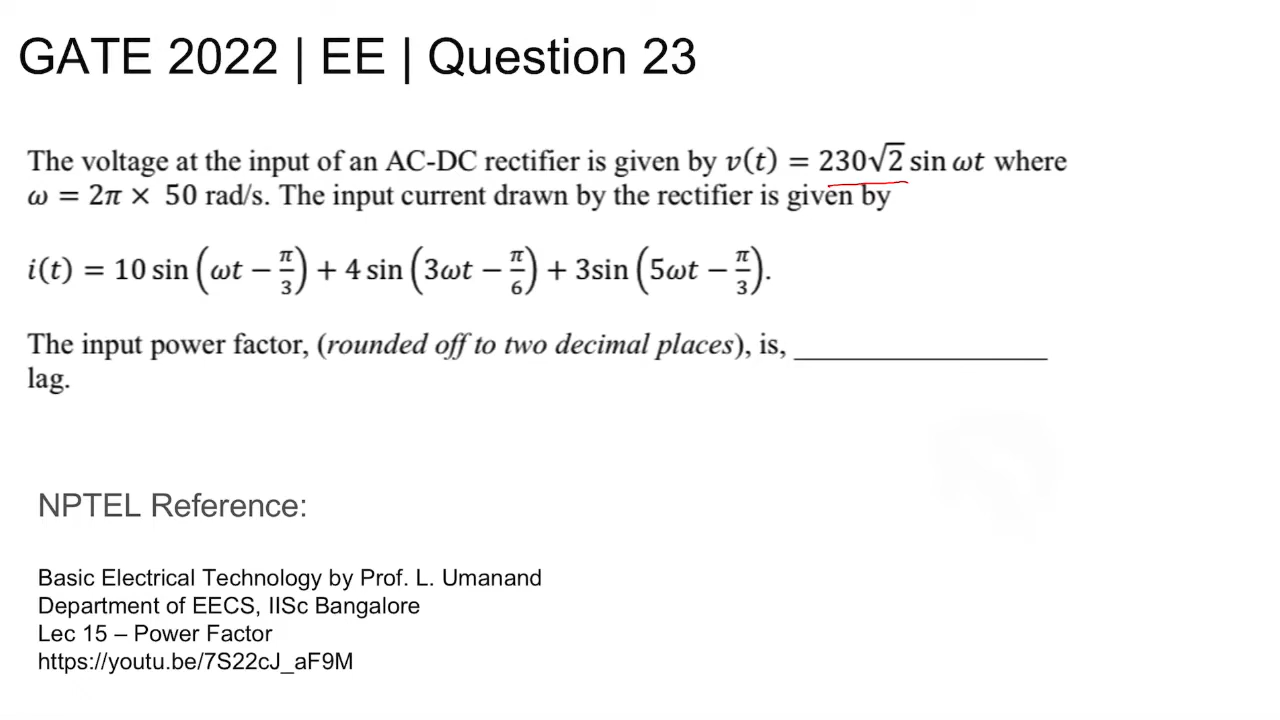 GATE 2022 | EE | Question 23
The voltage at the input of an AC-DC rectifier is given by v(t) = 230√2 sin ωt where
ω = 2π × 50 rad/s. The input current drawn by the rectifier is given by
i(t) = 10 sin (ωt − π/3) + 4 sin (3ωt − π/6) + 3sin (5ωt − π/3).
The input power factor, (rounded off to two decimal places), is, _______________
lag.
NPTEL Reference:
Basic Electrical Technology by Prof. L. Umanand
Department of EECS, IISc Bangalore
Lec 15 – Power Factor
https://youtu.be/7S22cJ_aF9M